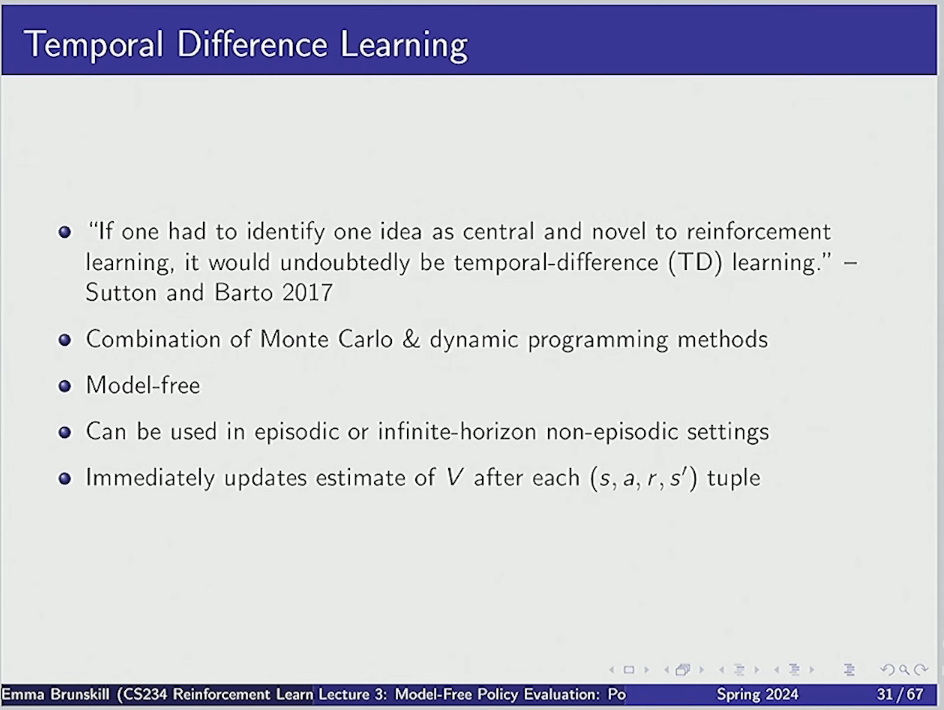 Temporal Difference Learning
“If one had to identify one idea as central and novel to reinforcement
learning, it would undoubtedly be temporal-difference (TD) learning.” –
Sutton and Barto 2017
Combination of Monte Carlo & dynamic programming methods
Model-free
Can be used in episodic or infinite-horizon non-episodic settings
Immediately updates estimate of V after each (s, a, r, s′) tuple
Emma Brunskill (CS234 Reinforcement Learn Lecture 3: Model-Free Policy Evaluation: Po Spring 2024 31 / 67